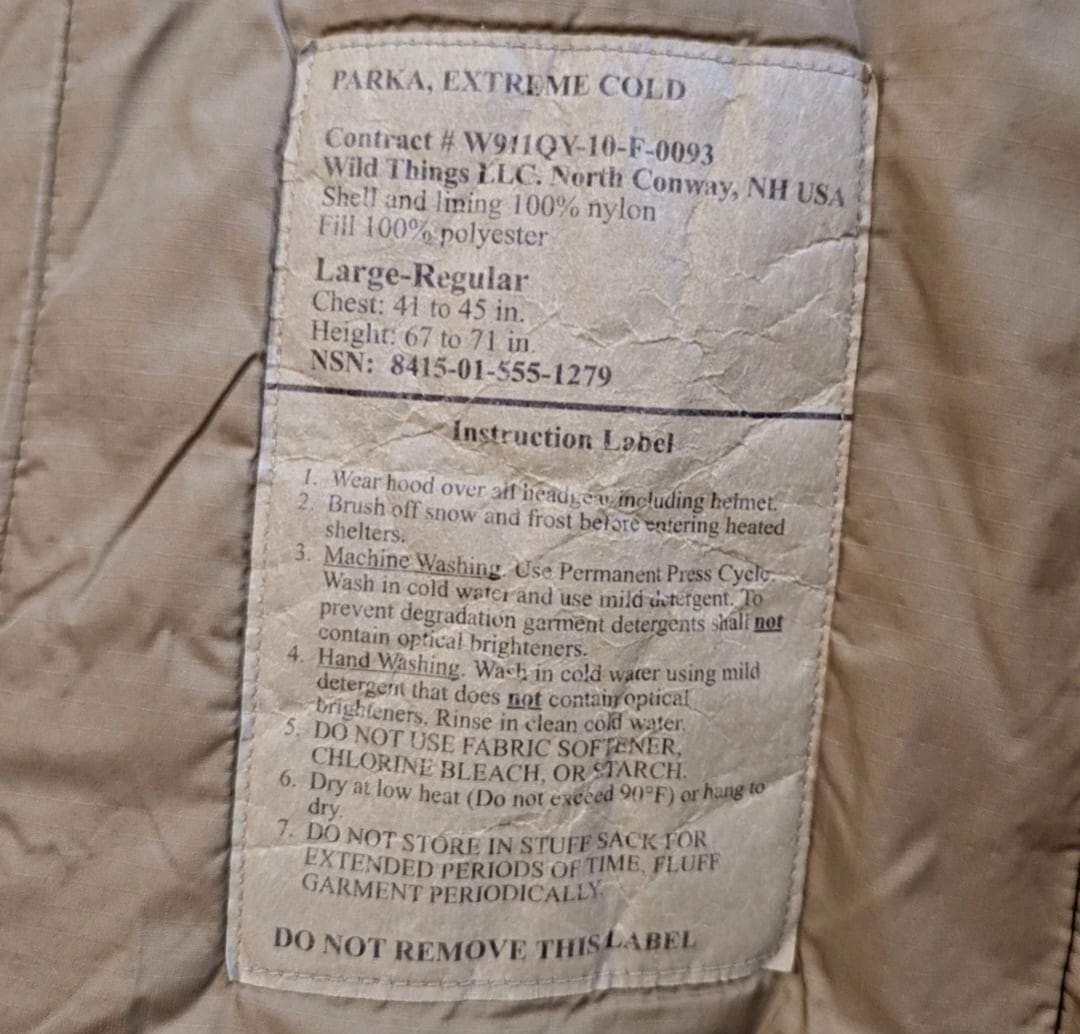 PARKA, EXTREME COLD
Contract # W911QY-10-F-0093
Wild Things LLC. North Conway, NH USA
Shell and lining 100% nylon
Fill 100% polyester
Large-Regular
Chest: 41 to 45 in.
Height: 67 to 71 in.
NSN: 8415-01-555-1279
Instruction Label
1. Wear hood over all headgear including helmet.
2. Brush off snow and frost before entering heated
shelters.
3. Machine Washing. Use Permanent Press Cycle.
Wash in cold water and use mild detergent. To
prevent degradation garment detergents shall not
contain optical brighteners.
4. Hand Washing. Wash in cold water using mild
detergent that does not contain optical
brighteners. Rinse in clean cold water.
5. DO NOT USE FABRIC SOFTENER,
CHLORINE BLEACH, OR STARCH.
6. Dry at low heat (Do not exceed 90°F) or hang to
dry.
7. DO NOT STORE IN STUFF SACK FOR
EXTENDED PERIODS OF TIME, FLUFF
GARMENT PERIODICALLY.
DO NOT REMOVE THIS LABEL